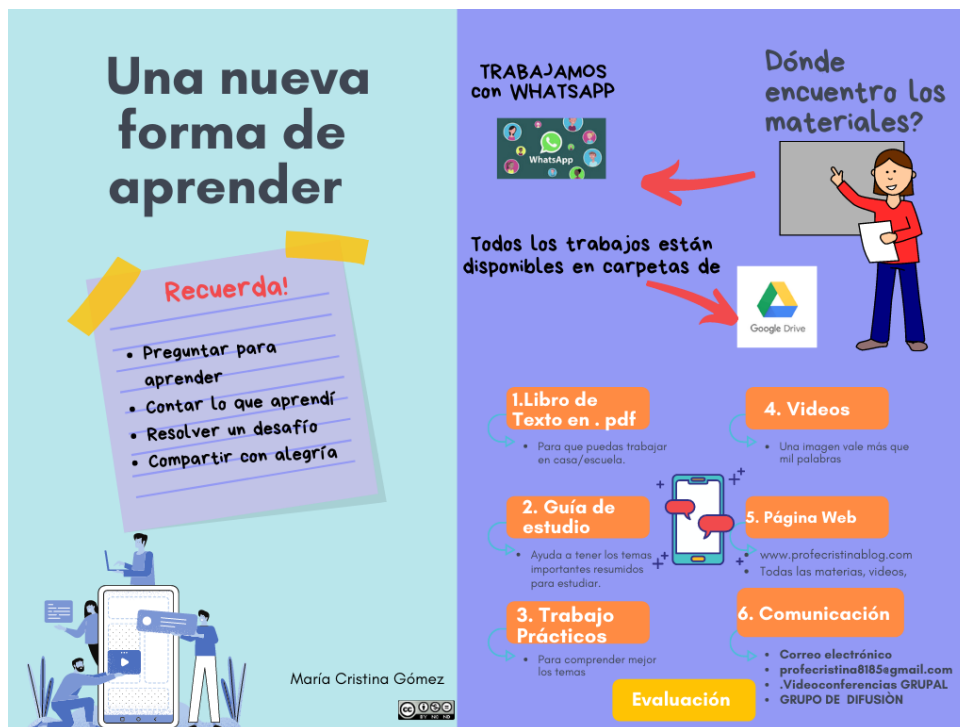 Una nueva
forma de
aprender
Recuerda!
• Preguntar para
aprender
• Contar lo que aprendí
• Resolver un desafío
• Compartir con alegría
María Cristina Gómez
CC BY NC ND
TRABAJAMOS
con WHATSAPP
WhatsApp
Dónde
encuentro los
materiales?
Todos los trabajos están
disponibles en carpetas de
Google Drive
1.Libro de
Texto en . pdf
• Para que puedas trabajar
en casa/escuela.
2. Guía de
estudio
• Ayuda a tener los temas
importantes resumidos
para estudiar.
3. Trabajo
Prácticos
• Para comprender mejor
los temas
4. Videos
• Una imagen vale más que
mil palabras
5. Página Web
• www.profecristinablog.com
• Todas las materias, videos,
6. Comunicación
• Correo electrónico
• profecristina8185@gmail.com
• .Videoconferencias GRUPAL
• GRUPO DE DIFUSIÒN
Evaluación